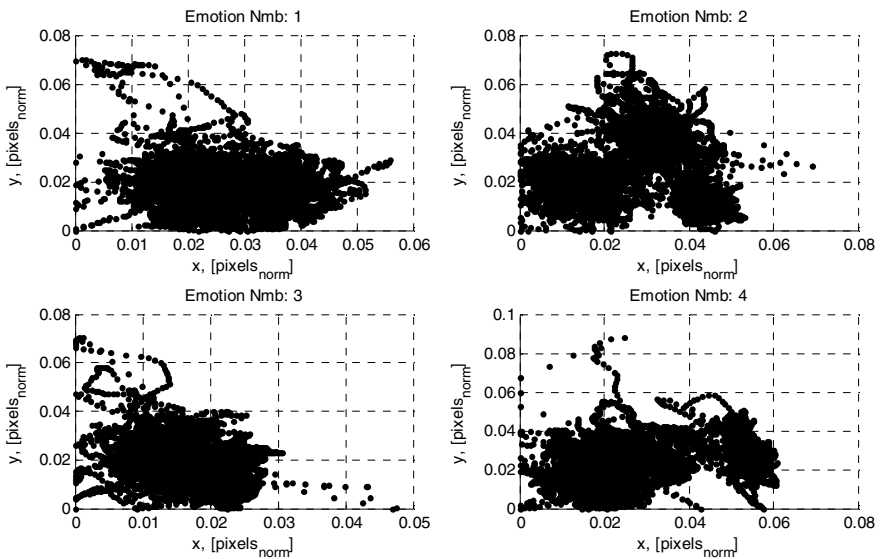 Emotion Nmb: 1
0.08
0.06
0.04
0.02
0
y, [pixels_norm]
0 0.01 0.02 0.03 0.04 0.05 0.06
x, [pixels_norm]
Emotion Nmb: 2
0.08
0.06
0.04
0.02
0
y, [pixels_norm]
0 0.02 0.04 0.06 0.08
x, [pixels_norm]
Emotion Nmb: 3
0.08
0.06
0.04
0.02
0
y, [pixels_norm]
0 0.01 0.02 0.03 0.04 0.05
x, [pixels_norm]
Emotion Nmb: 4
0.1
0.08
0.06
0.04
0.02
0
y, [pixels_norm]
0 0.02 0.04 0.06 0.08
x, [pixels_norm]